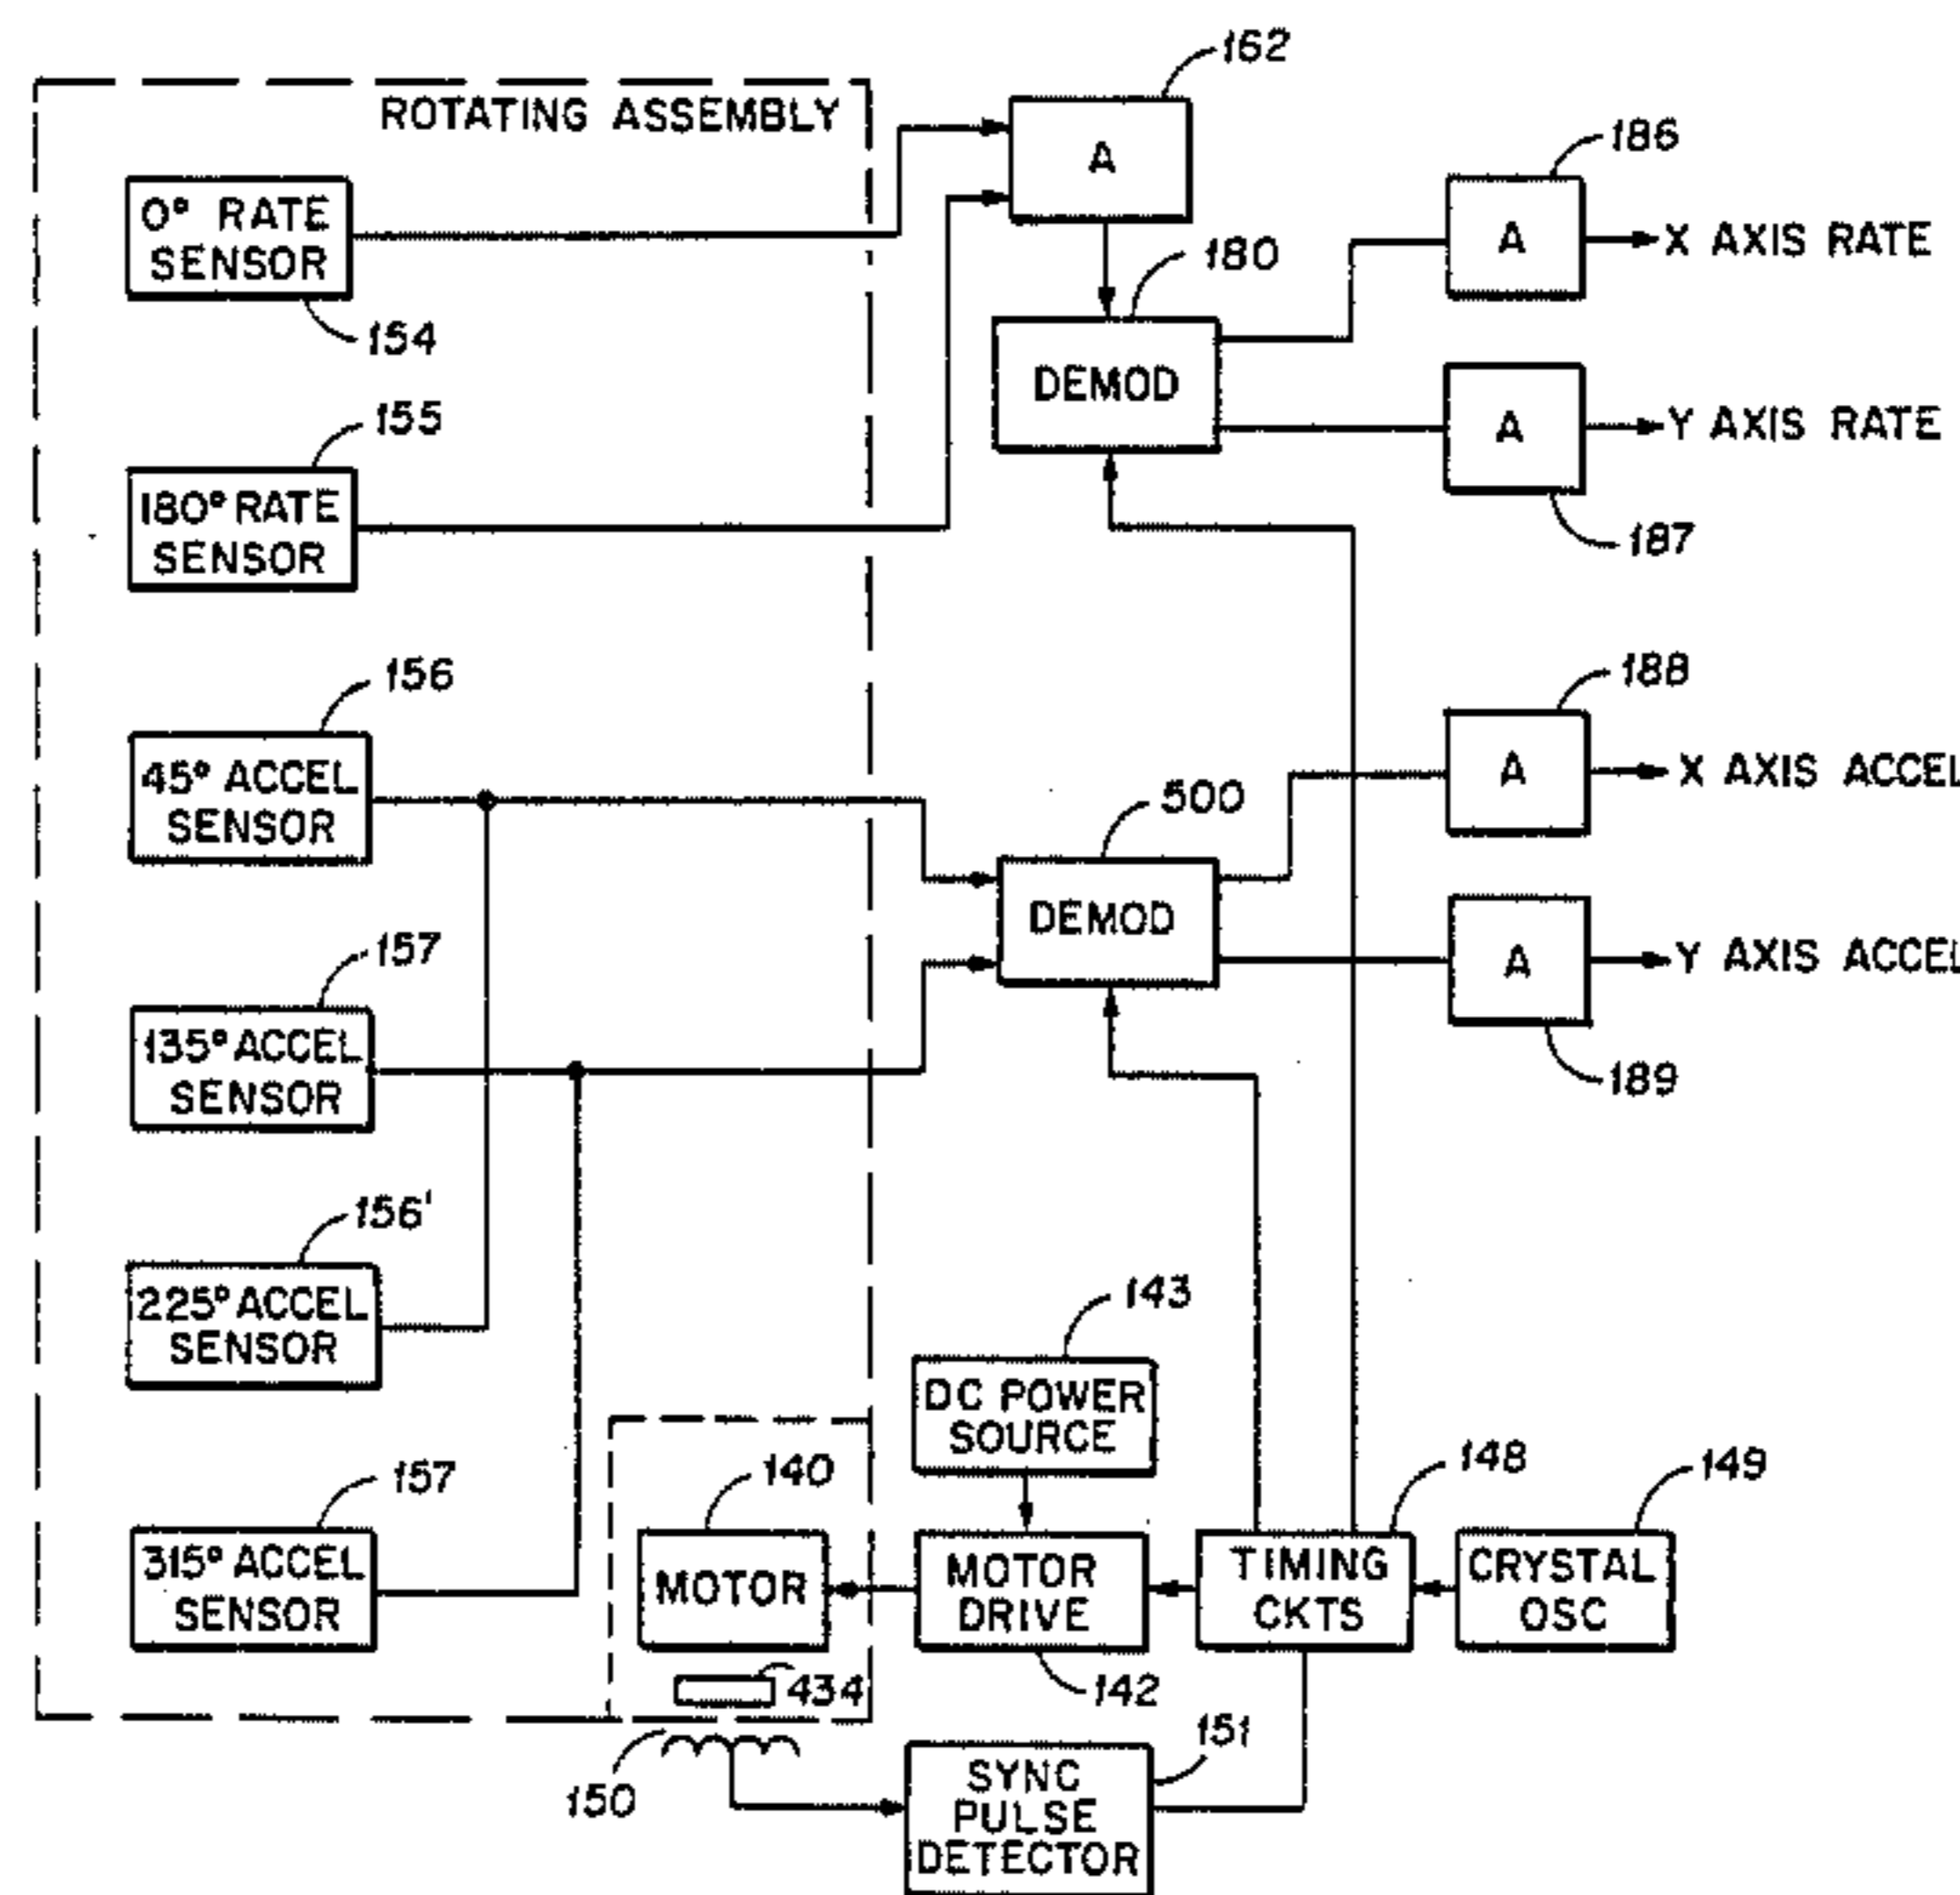 162
ROTATING ASSEMBLY
A
186
0° RATE
SENSOR
A
X AXIS RATE
180
154
DEMOD
155
A
Y AXIS RATE
180° RATE
SENSOR
187
156
188
45° ACCEL
SENSOR
A
X AXIS ACCEL
500
DEMOD
157
A
Y AXIS ACCEL
135° ACCEL
SENSOR
189
156'
225° ACCEL
SENSOR
143
DC POWER
SOURCE
157
140
148
149
315° ACCEL
SENSOR
MOTOR
MOTOR
DRIVE
TIMING
CKTS
CRYSTAL
OSC
434
142
150
151
SYNC
PULSE
DETECTOR